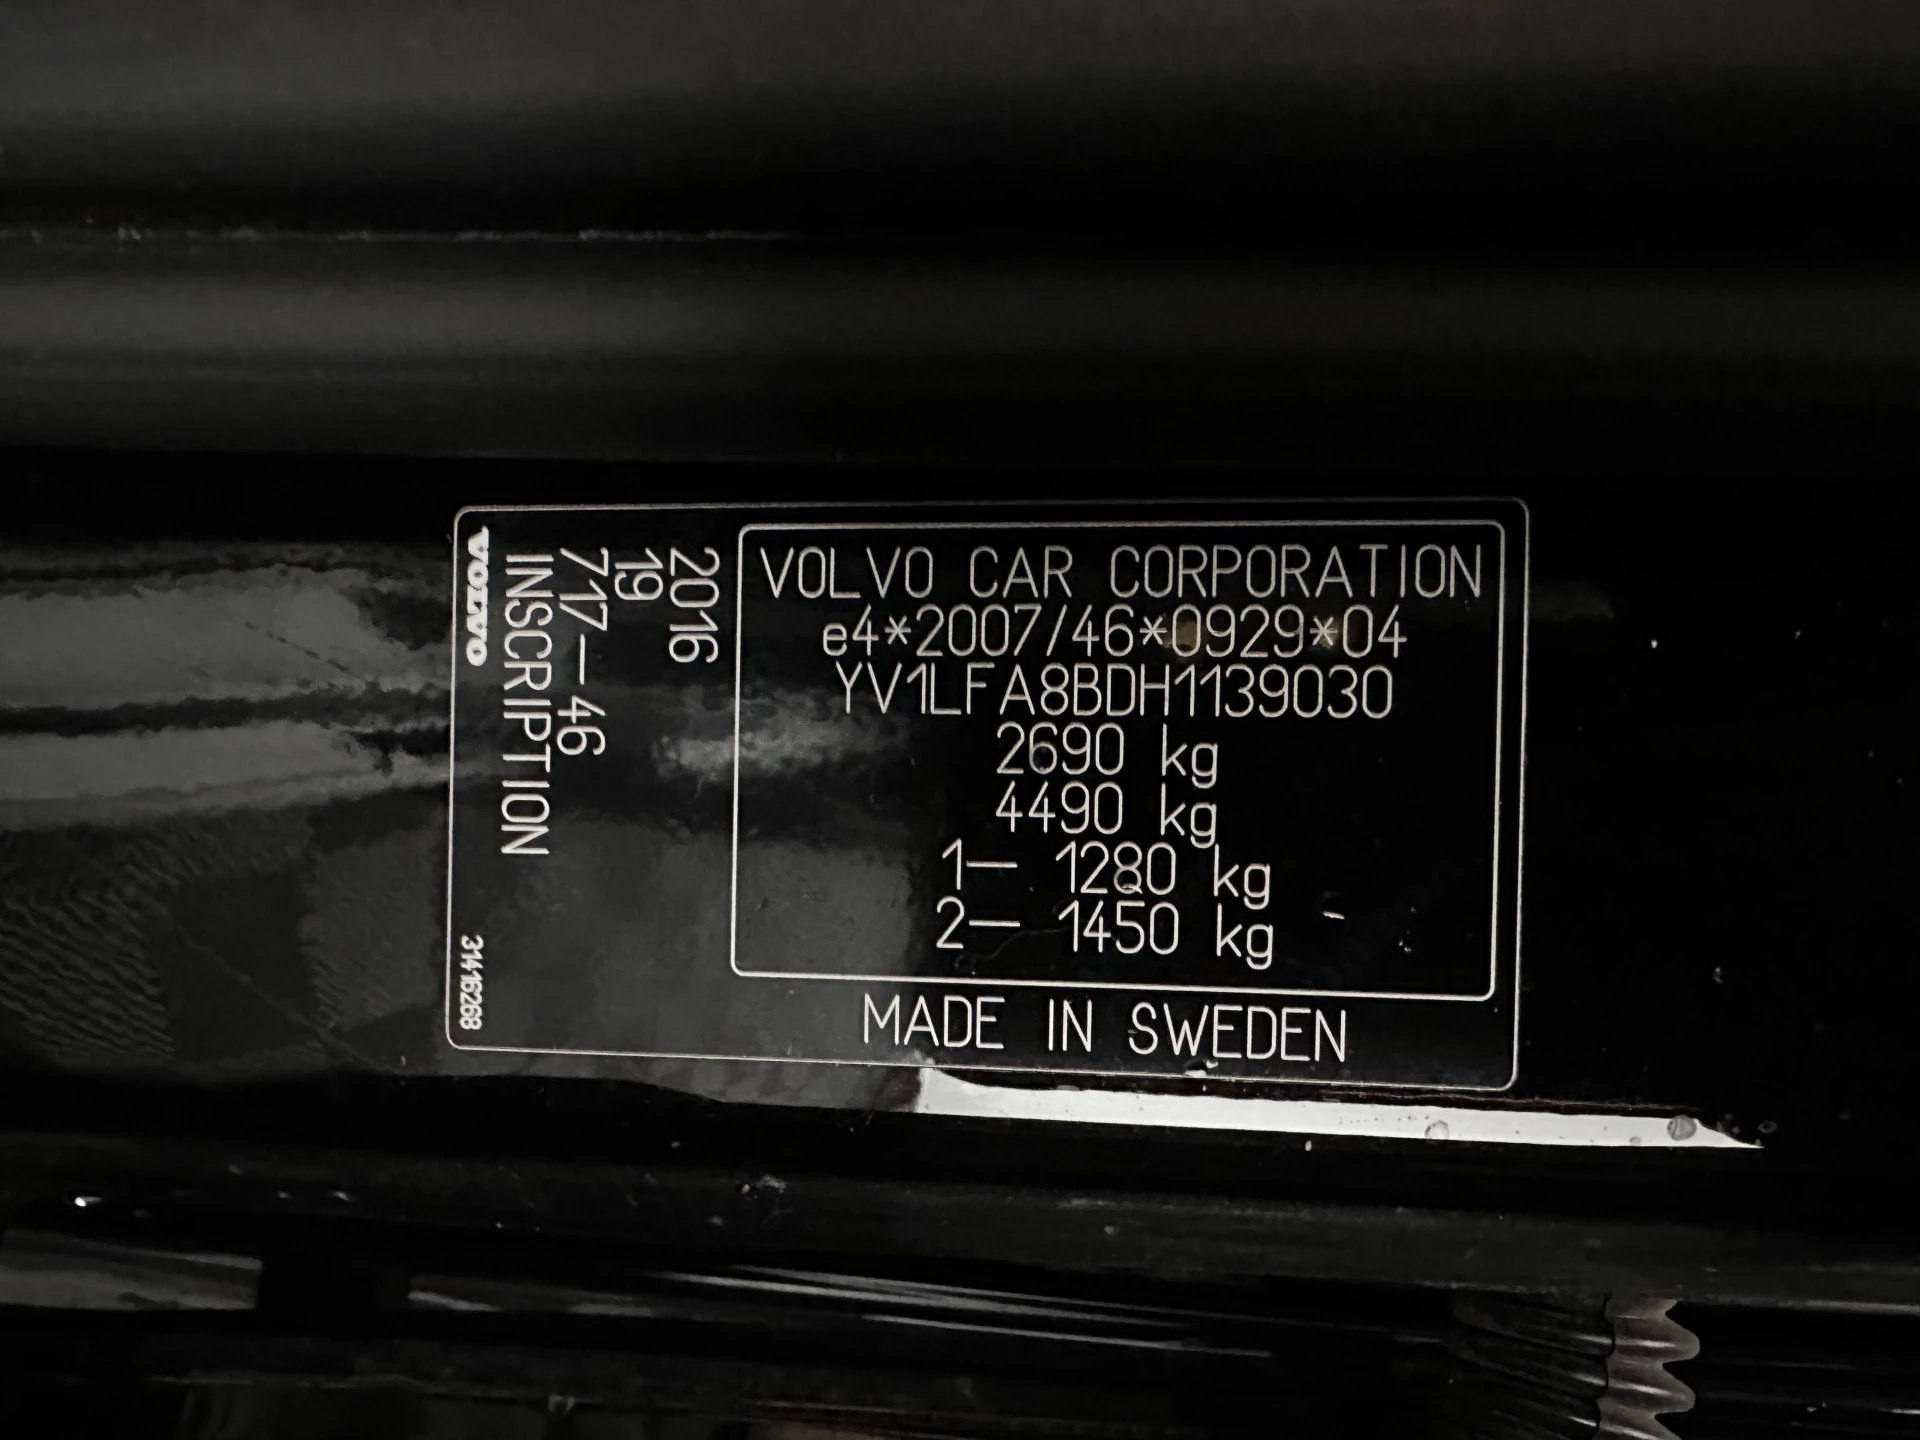 VOLVO CAR CORPORATION
e4*2007/46*0929*04
YV1LFA8BDH1139030
2690 kg
4490 kg
1— 1280 kg
2— 1450 kg
MADE IN SWEDEN
2016
19
717—46
INSCRIPTION
VOLVO
31416268